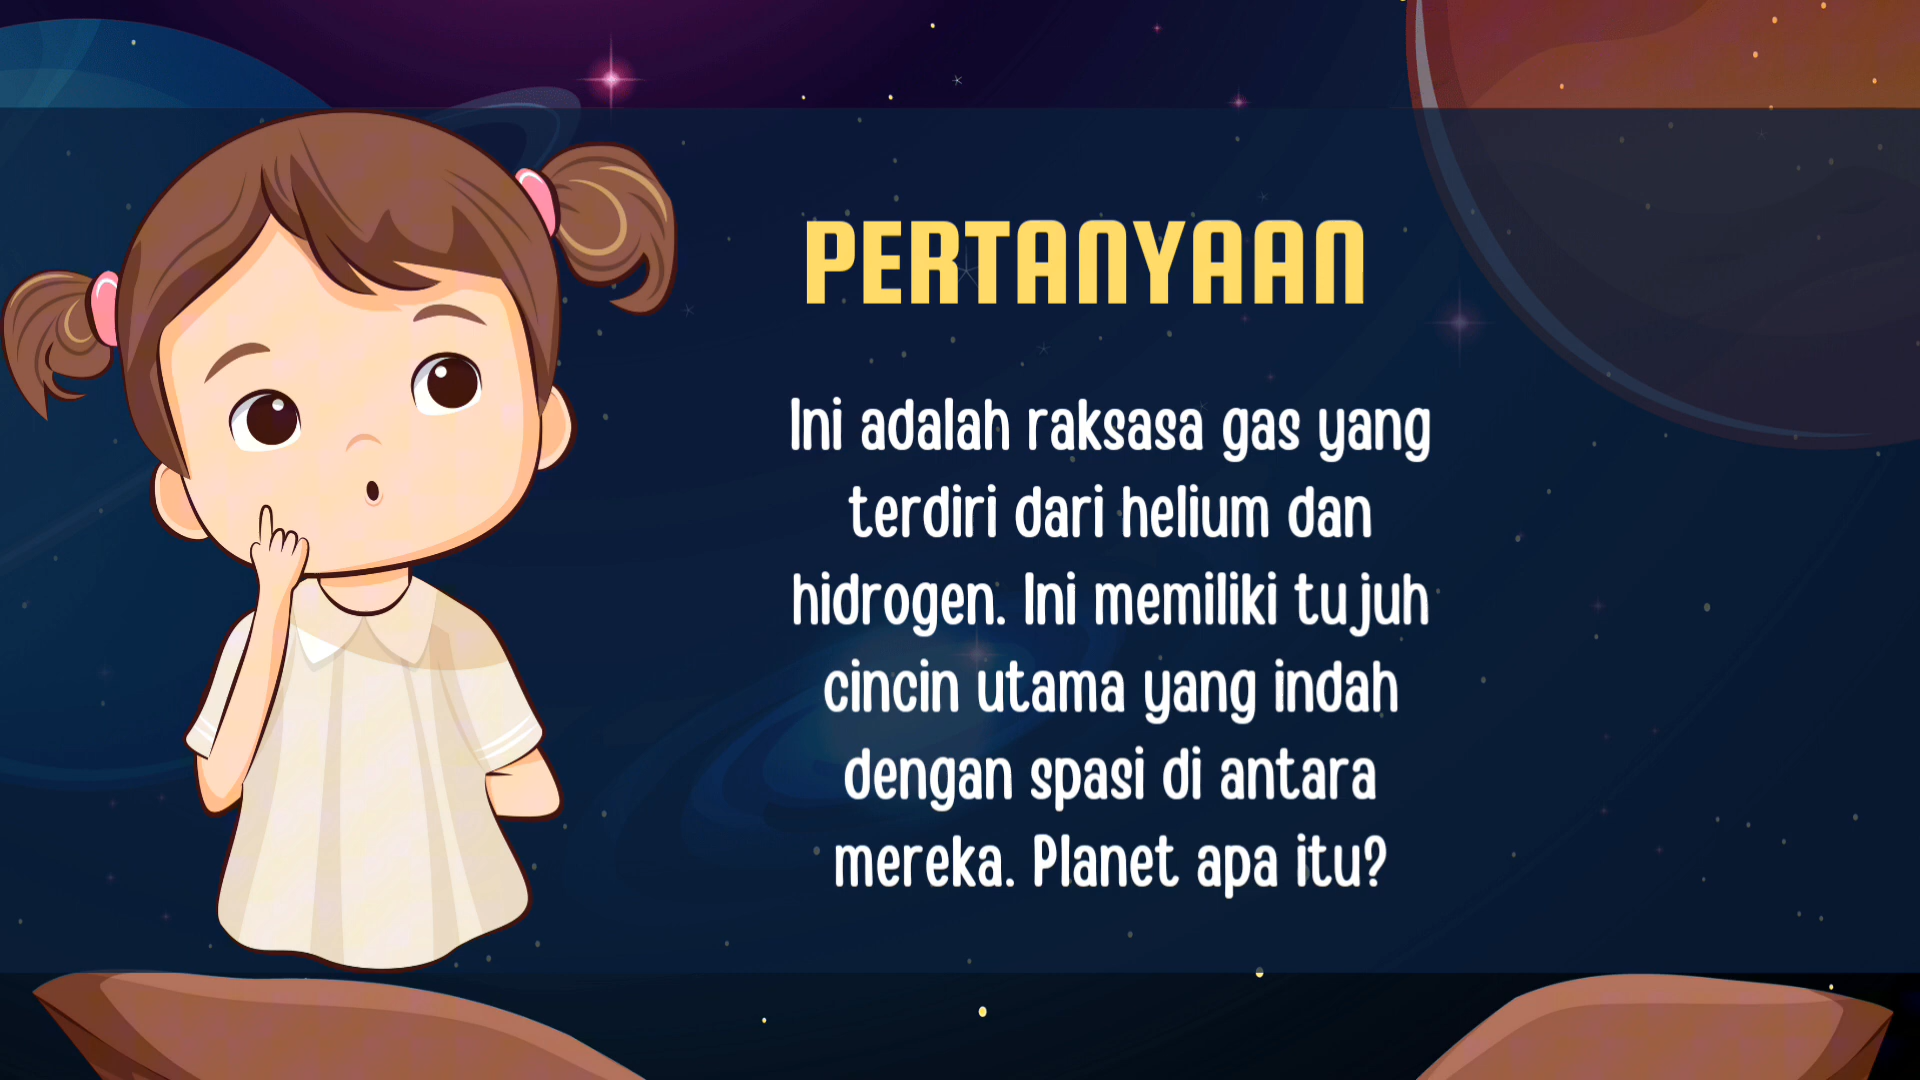 PERTANYAAN
Ini adalah raksasa gas yang
terdiri dari helium dan
hidrogen. Ini memiliki tujuh
cincin utama yang indah
dengan spasi di antara
mereka. Planet apa itu?